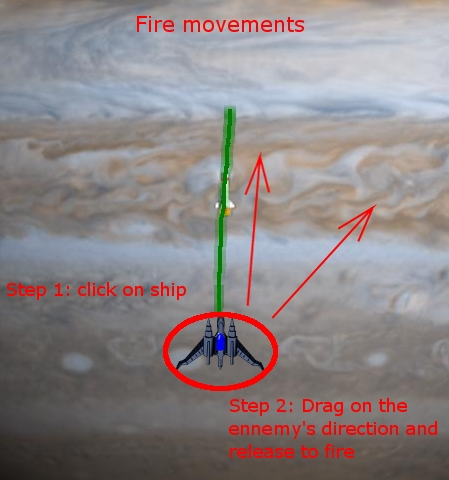 Fire movements
Step 1: click on ship
Step 2: Drag on the
ennemy's direction and
release to fire